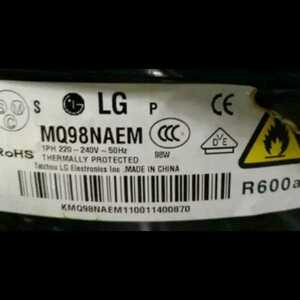 S LG P CE
MQ98NAEM
CCC
98W
RoHS
1PH 220-240V~50Hz
THERMALLY PROTECTED
Taizhou LG Electronics Inc. MADE IN CHINA
R600a
KMQ98NAEM110011400870